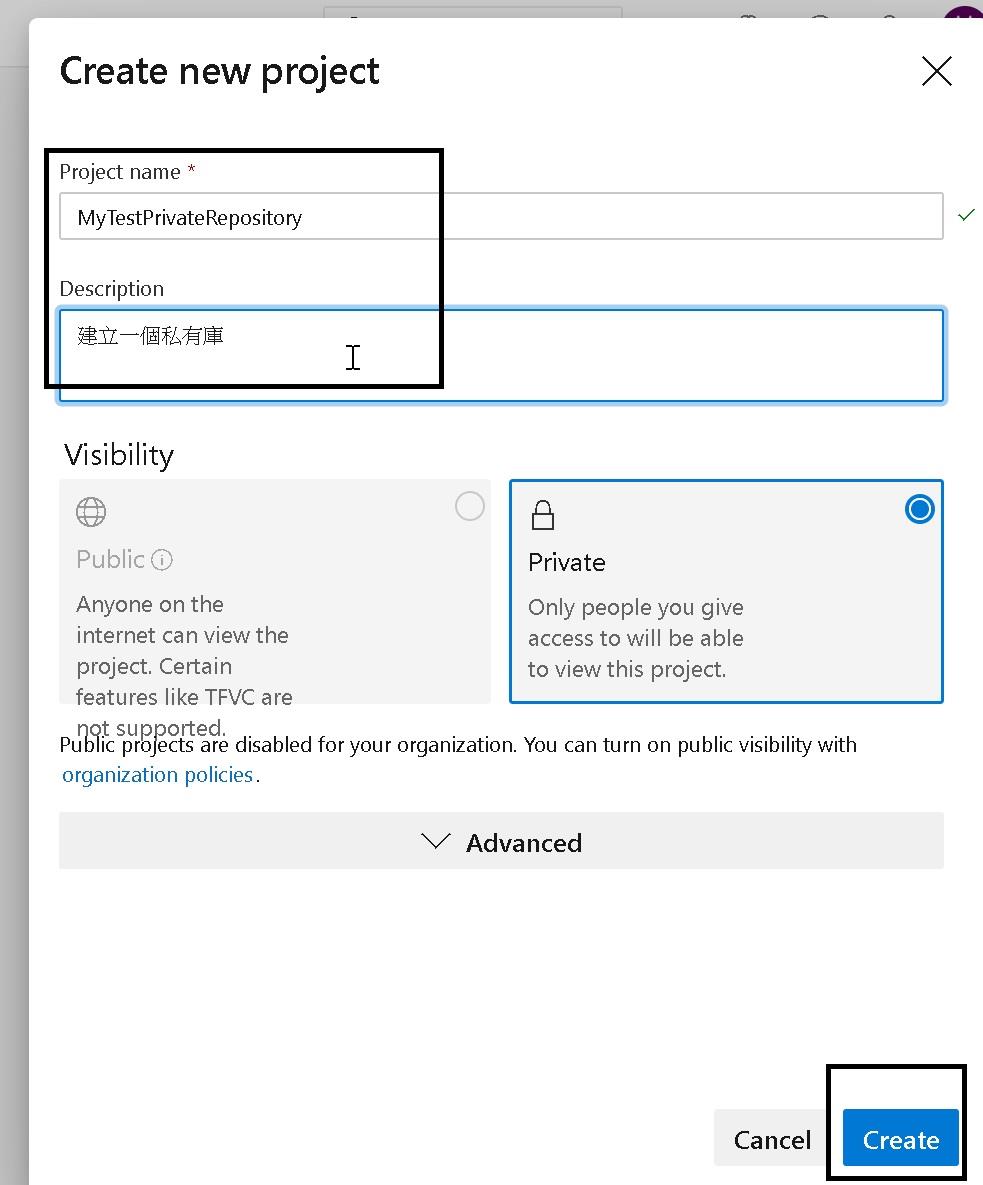 Create new project
Project name *
MyTestPrivateRepository
Description
建立一個私有庫
Visibility
Public
Anyone on the
internet can view the
project. Certain
features like TFVC are
not supported.
Private
Only people you give
access to will be able
to view this project.
Public projects are disabled for your organization. You can turn on public visibility with
organization policies.
Advanced
Cancel
Create